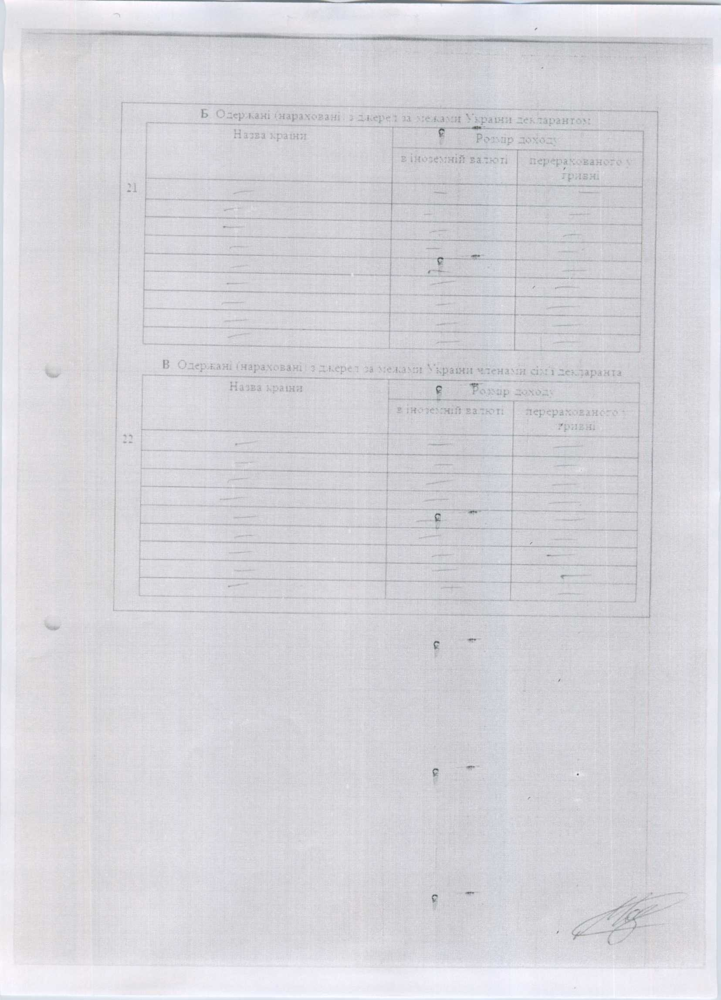 Б Одержані (нараховані) з джерел за межами України декларантом
Назва країни
Розмір доходу
в іноземній валюті
перерахованого у
гривні
21
— — —
— — —
— — —
— — —
— — —
— — —
— — —
— — —
— — —
В Одержані (нараховані) з джерел за межами України членами сім'ї декларанта
Назва країни
Розмір доходу
в іноземній валюті
перерахованого у
гривні
22
— — —
— — —
— — —
— — —
— — —
— — —
— — —
— — —
— — —